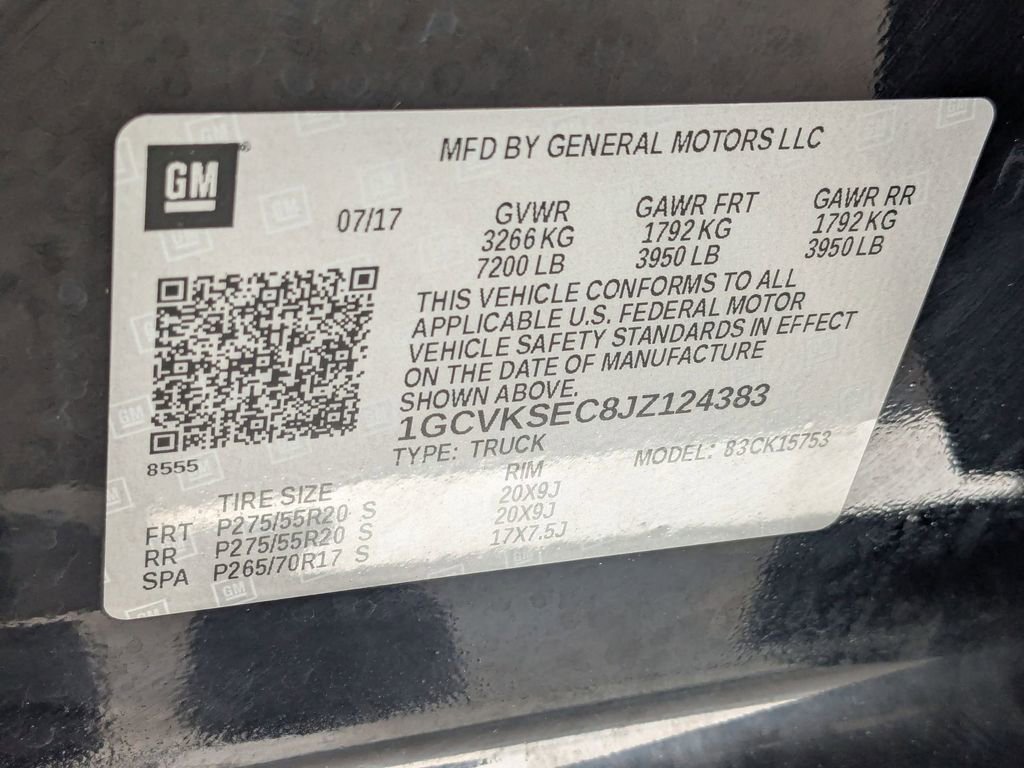 GM
MFD BY GENERAL MOTORS LLC
07/17
GVWR GAWR FRT GAWR RR
3266 KG 1792 KG 1792 KG
7200 LB 3950 LB 3950 LB
THIS VEHICLE CONFORMS TO ALL
APPLICABLE U.S. FEDERAL MOTOR
VEHICLE SAFETY STANDARDS IN EFFECT
ON THE DATE OF MANUFACTURE
SHOWN ABOVE.
1GCVKSEC8JZ124383
TYPE: TRUCK MODEL: 83CK15753
8555
TIRE SIZE RIM
FRT P275/55R20 S 20X9J
RR P275/55R20 S 20X9J
SPA P265/70R17 S 17X7.5J